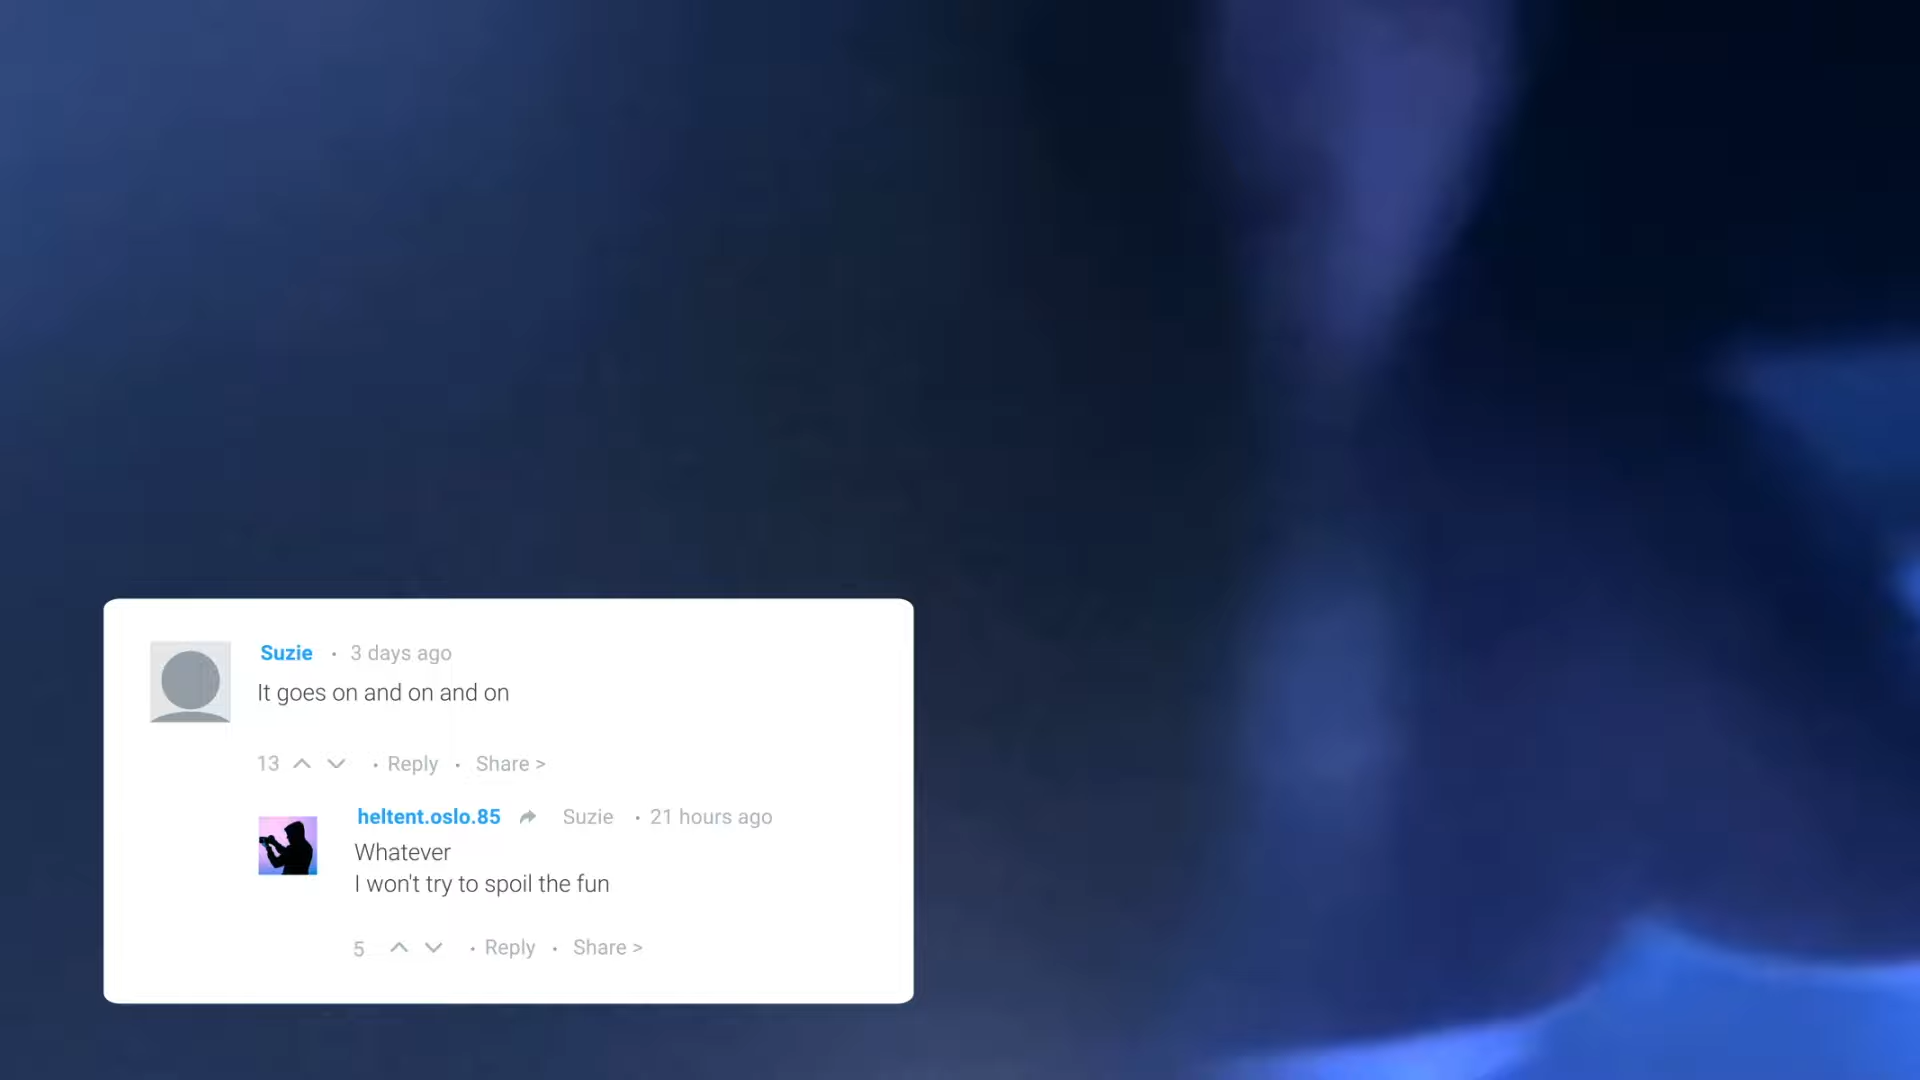 Suzie • 3 days ago
It goes on and on and on
13 • Reply • Share >
heltent.oslo.85 Suzie • 21 hours ago
Whatever
I won't try to spoil the fun
5 • Reply • Share >